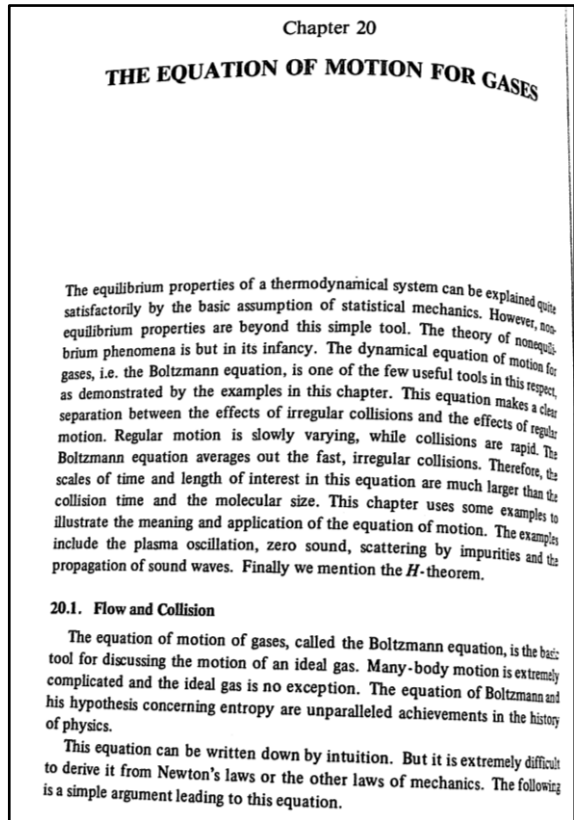 Chapter 20
THE EQUATION OF MOTION FOR GASES
The equilibrium properties of a thermodynamical system can be explained quite
satisfactorily by the basic assumption of statistical mechanics. However, non-
equilibrium properties are beyond this simple tool. The theory of nonequili-
brium phenomena is but in its infancy. The dynamical equation of motion for
gases, i.e. the Boltzmann equation, is one of the few useful tools in this respect,
as demonstrated by the examples in this chapter. This equation makes a clear
separation between the effects of irregular collisions and the effects of regular
motion. Regular motion is slowly varying, while collisions are rapid. The
Boltzmann equation averages out the fast, irregular collisions. Therefore, the
scales of time and length of interest in this equation are much larger than the
collision time and the molecular size. This chapter uses some examples to
illustrate the meaning and application of the equation of motion. The examples
include the plasma oscillation, zero sound, scattering by impurities and the
propagation of sound waves. Finally we mention the H-theorem.
20.1. Flow and Collision
The equation of motion of gases, called the Boltzmann equation, is the basic
tool for discussing the motion of an ideal gas. Many-body motion is extremely
complicated and the ideal gas is no exception. The equation of Boltzmann and
his hypothesis concerning entropy are unparalleled achievements in the history
of physics.
This equation can be written down by intuition. But it is extremely difficult
to derive it from Newton's laws or the other laws of mechanics. The following
is a simple argument leading to this equation.